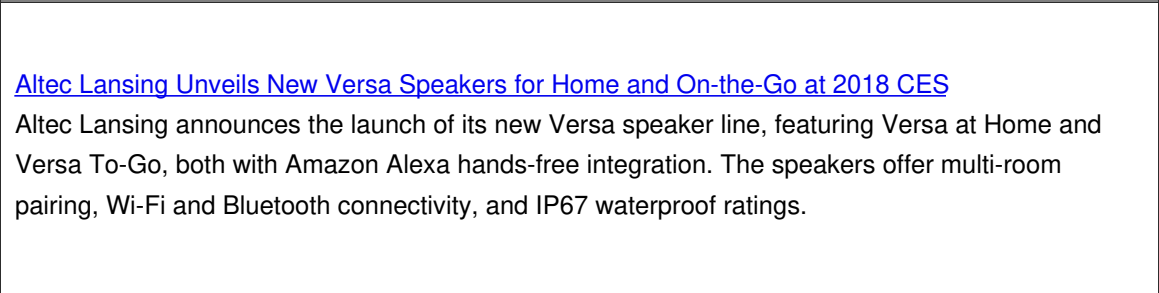 Altec Lansing Unveils New Versa Speakers for Home and On-the-Go at 2018 CES
Altec Lansing announces the launch of its new Versa speaker line, featuring Versa at Home and
Versa To-Go, both with Amazon Alexa hands-free integration. The speakers offer multi-room
pairing, Wi-Fi and Bluetooth connectivity, and IP67 waterproof ratings.